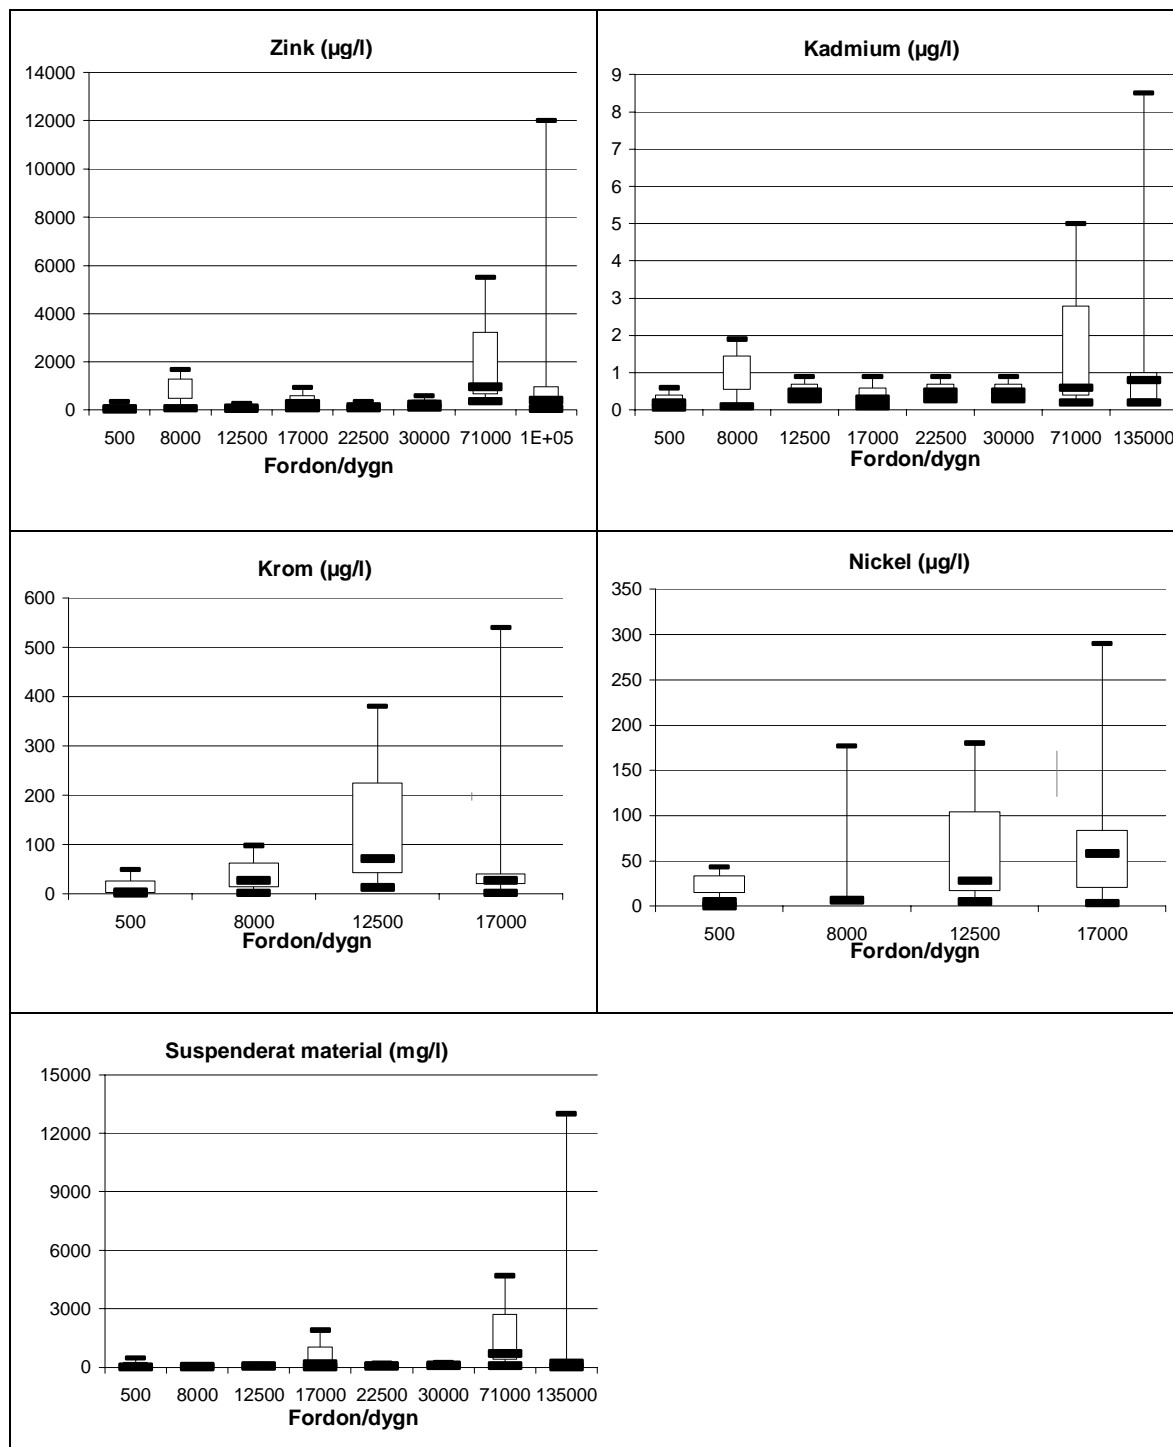 Zink (µg/l)
14000
12000
10000
8000
6000
4000
2000
0
500 8000 12500 17000 22500 30000 71000 1E+05
Fordon/dygn
Kadmium (µg/l)
9
8
7
6
5
4
3
2
1
0
500 8000 12500 17000 22500 30000 71000 135000
Fordon/dygn
Krom (µg/l)
600
500
400
300
200
100
0
500 8000 12500 17000
Fordon/dygn
Nickel (µg/l)
350
300
250
200
150
100
50
0
500 8000 12500 17000
Fordon/dygn
Suspenderat material (mg/l)
15000
12000
9000
6000
3000
0
500 8000 12500 17000 22500 30000 71000 135000
Fordon/dygn